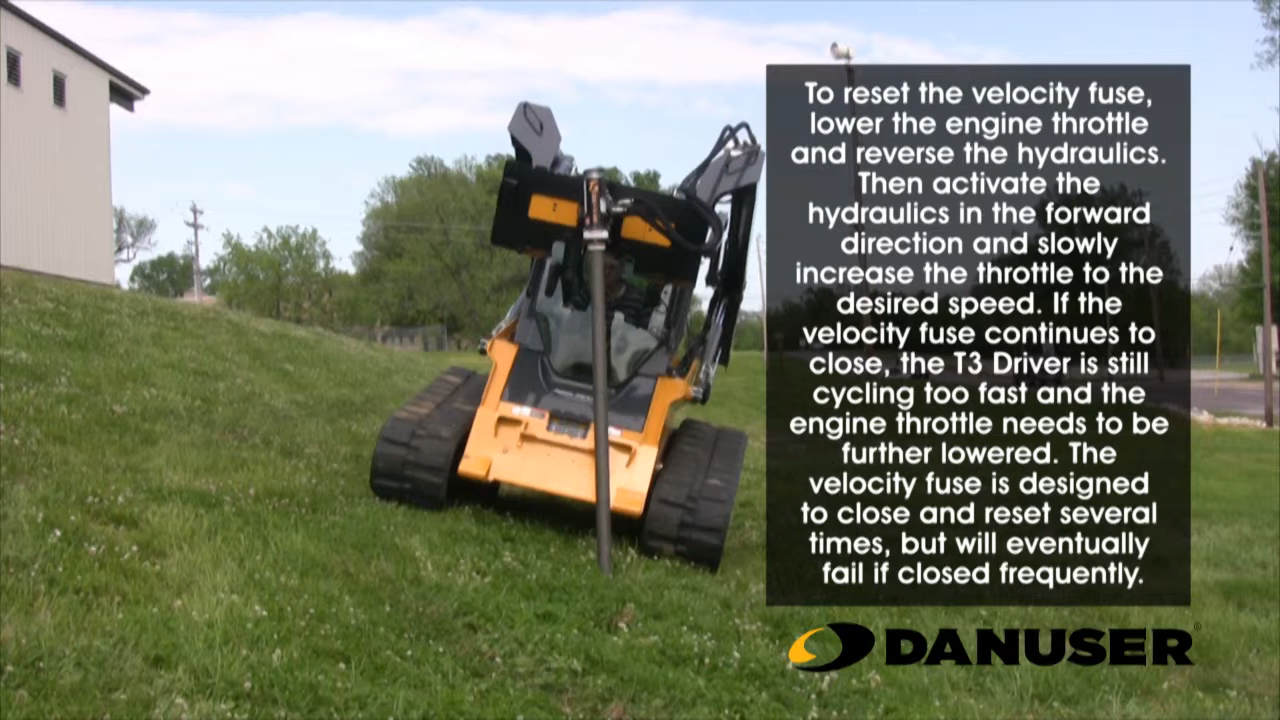 To reset the velocity fuse,
lower the engine throttle
and reverse the hydraulics.
Then activate the
hydraulics in the forward
direction and slowly
increase the throttle to the
desired speed. If the
velocity fuse continues to
close, the T3 Driver is still
cycling too fast and the
engine throttle needs to be
further lowered. The
velocity fuse is designed
to close and reset several
times, but will eventually
fail if closed frequently.
DANUSER®